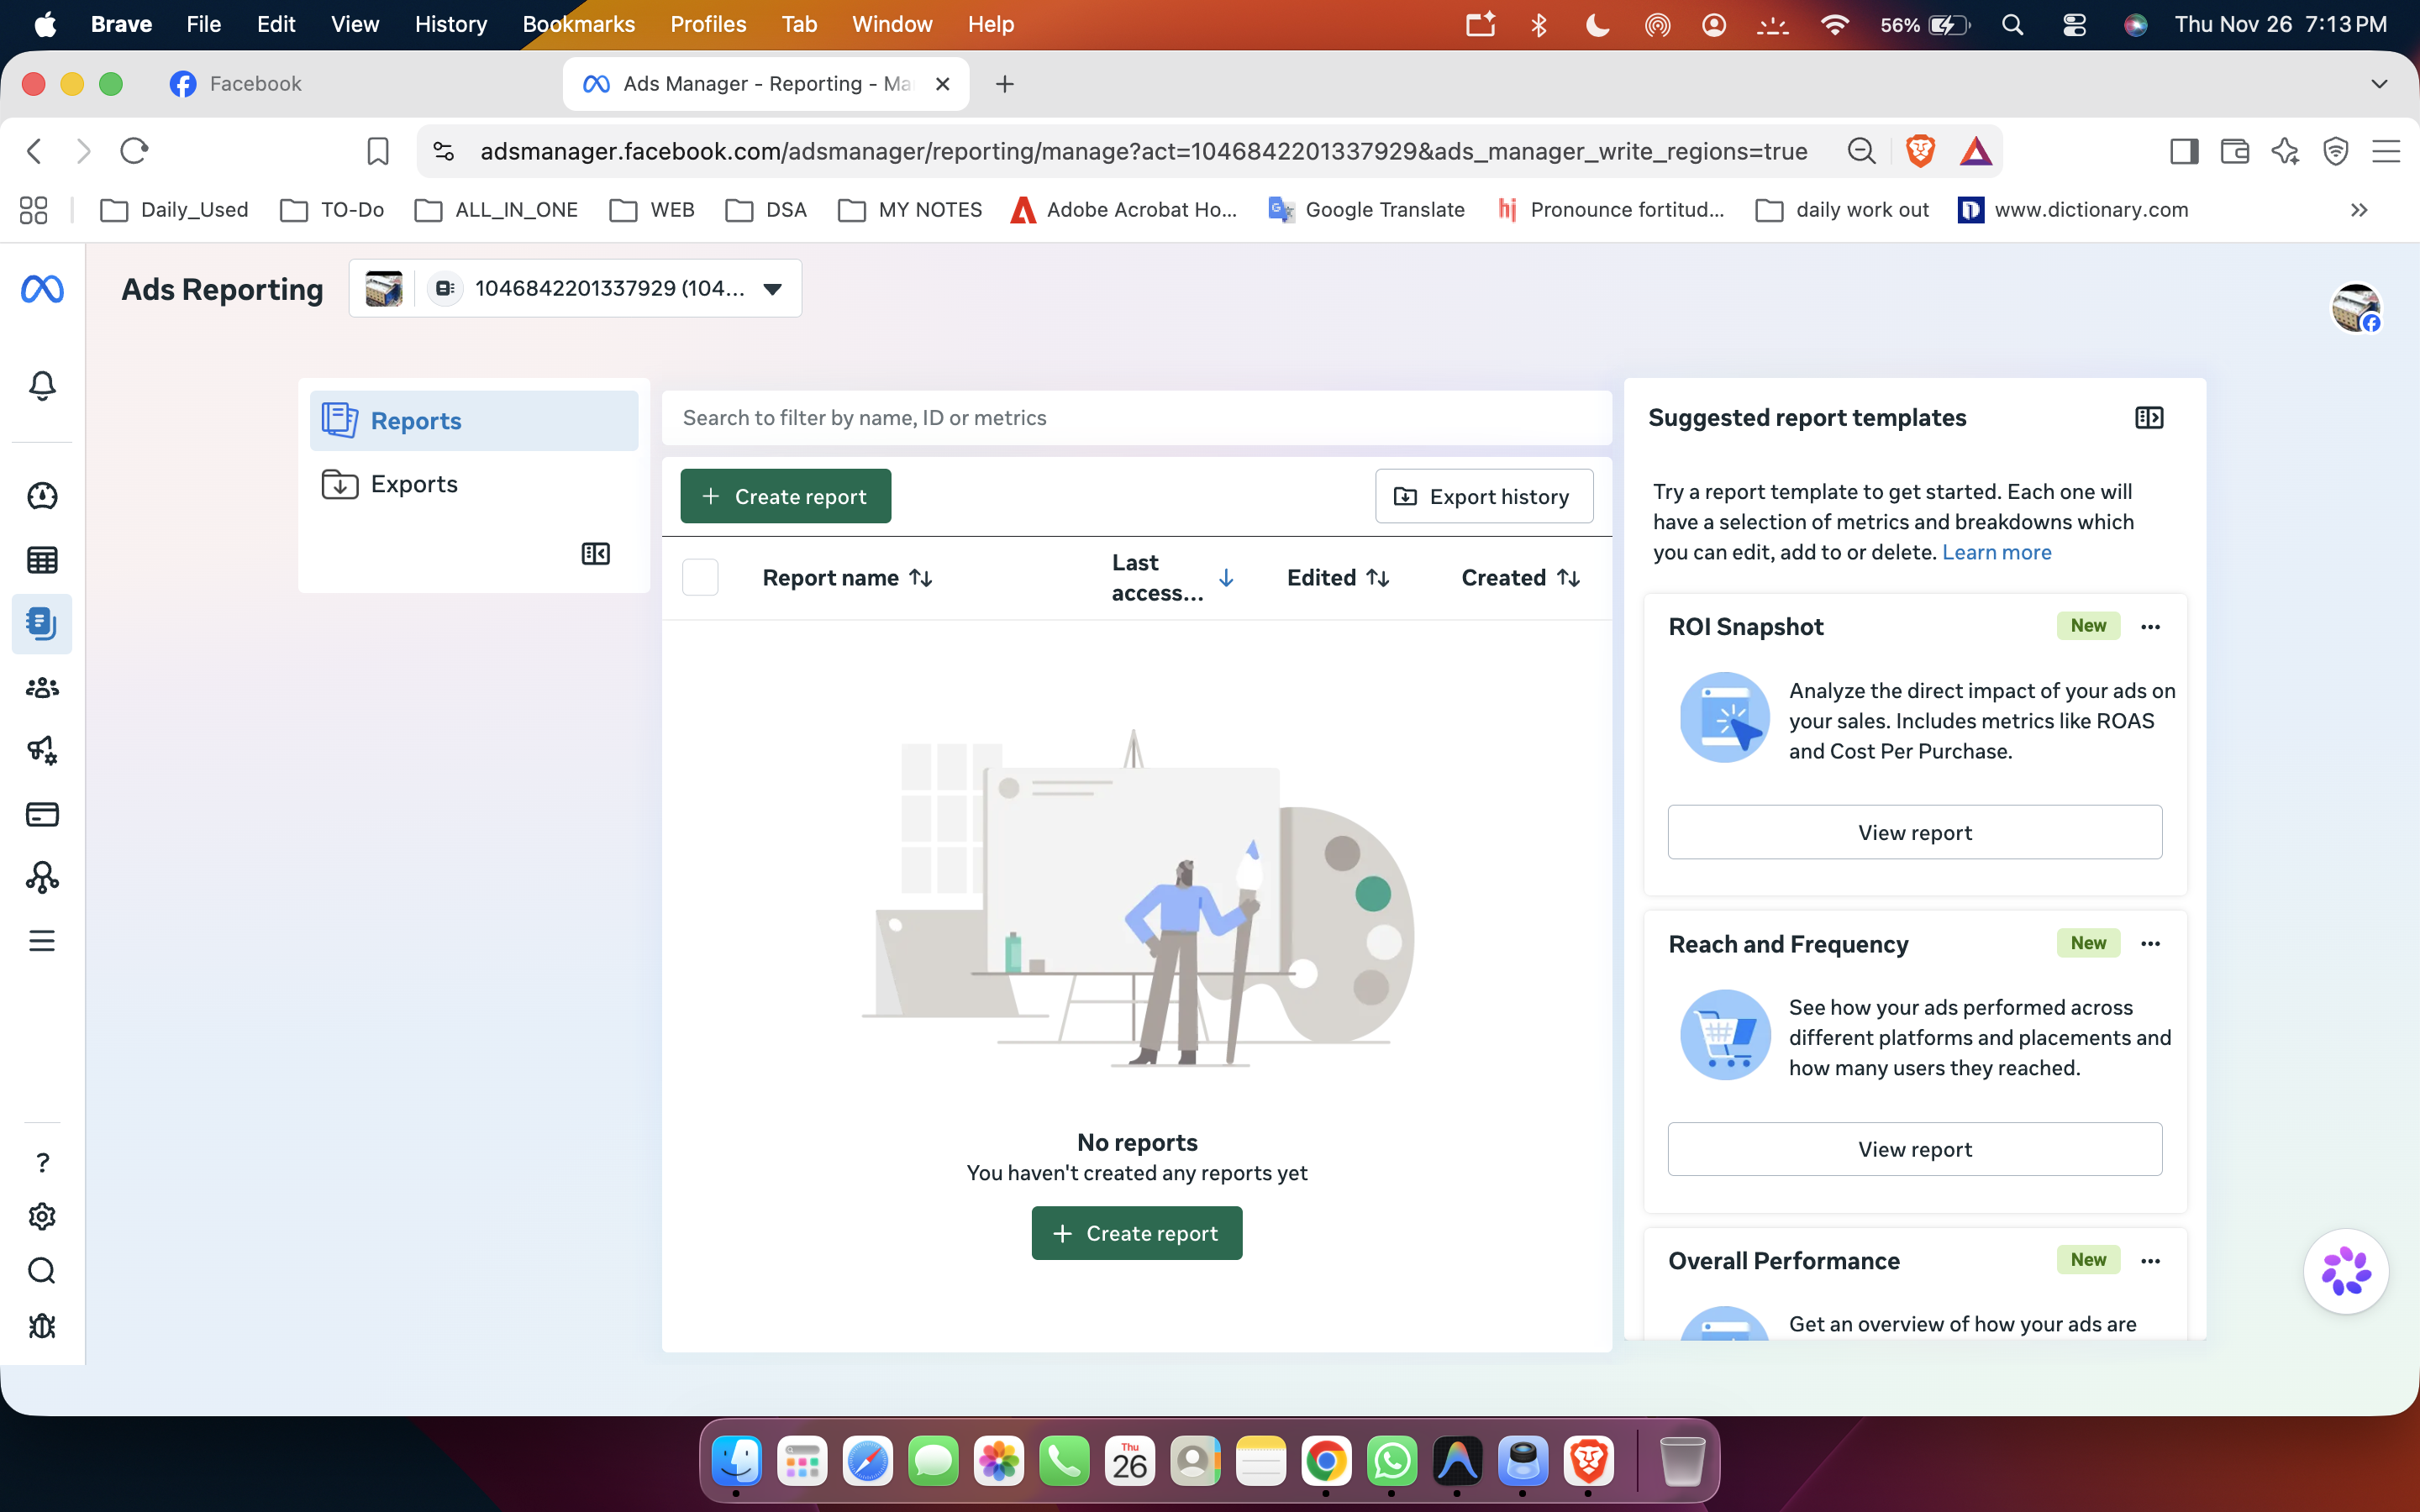 Brave File Edit View History Bookmarks Profiles Tab Window Help 56% Thu Nov 26 7:13 PM
Facebook
Ads Manager - Reporting - Ma
adsmanager.facebook.com/adsmanager/reporting/manage?act=1046842201337929&ads_manager_write_regions=true
Daily_Used TO-Do ALL_IN_ONE WEB DSA MY NOTES Adobe Acrobat Ho... Google Translate Pronounce fortitud... daily work out www.dictionary.com
Ads Reporting
1046842201337929 (104...
Reports
Exports
Search to filter by name, ID or metrics
Create report
Export history
Report name
Last
access...
Edited
Created
No reports
You haven't created any reports yet
Create report
Suggested report templates
Try a report template to get started. Each one will
have a selection of metrics and breakdowns which
you can edit, add to or delete. Learn more
ROI Snapshot
New
Analyze the direct impact of your ads on
your sales. Includes metrics like ROAS
and Cost Per Purchase.
View report
Reach and Frequency
New
See how your ads performed across
different platforms and placements and
how many users they reached.
View report
Overall Performance
New
Get an overview of how your ads are
Thu
26